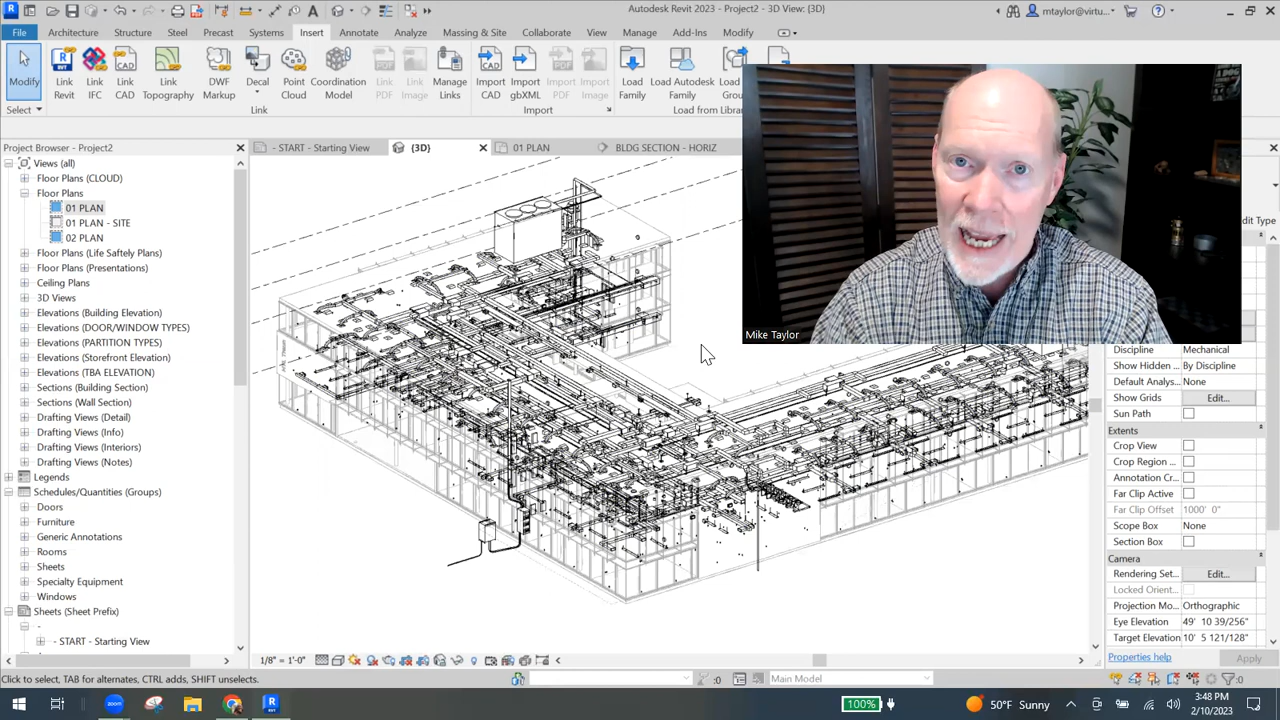 Autodesk Revit 2023 - Project2 - 3D View: {3D}
mtaylor@virtu...
File Architecture Structure Steel Precast Systems Insert Annotate Analyze Massing & Site Collaborate View Manage Add-Ins Modify
Modify
Link Revit
Link IFC
Link CAD
Link Topography
DWF Markup
Decal
Point Cloud
Coordination Model
Link PDF
Link Image
Manage Links
Import CAD
Import gbXML
Import PDF
Import Image
Load Family
Load Autodesk Family
Load Grou
Select
Link
Import
Load from Librar
Project Browser - Project2
- START - Starting View
{3D}
01 PLAN
BLDG SECTION - HORIZ
Views (all)
Floor Plans (CLOUD)
Floor Plans
01 PLAN
01 PLAN - SITE
02 PLAN
Floor Plans (Life Saftely Plans)
Floor Plans (Presentations)
Ceiling Plans
3D Views
Elevations (Building Elevation)
Elevations (DOOR/WINDOW TYPES)
Elevations (PARTITION TYPES)
Elevations (Storefront Elevation)
Elevations (TBA ELEVATION)
Sections (Building Section)
Sections (Wall Section)
Drafting Views (Detail)
Drafting Views (Info)
Drafting Views (Interiors)
Drafting Views (Notes)
Legends
Schedules/Quantities (Groups)
Doors
Furniture
Generic Annotations
Rooms
Sheets
Specialty Equipment
Windows
Sheets (Sheet Prefix)
-
- START - Starting View
Mike Taylor
dit Type
Discipline Mechanical
Show Hidden ... By Discipline
Default Analys... None
Show Grids Edit...
Sun Path
Extents
Crop View
Crop Region ...
Annotation Cr...
Far Clip Active
Far Clip Offset 1000' 0"
Scope Box None
Section Box
Camera
Rendering Set... Edit...
Locked Orient...
Projection Mo... Orthographic
Eye Elevation 49' 10 39/256"
Target Elevation 10' 5 121/128"
Properties help
Apply
1/8" = 1'-0"
Click to select, TAB for alternates, CTRL adds, SHIFT unselects.
:0
Main Model
:0
100%
50°F Sunny
3:48 PM
2/10/2023